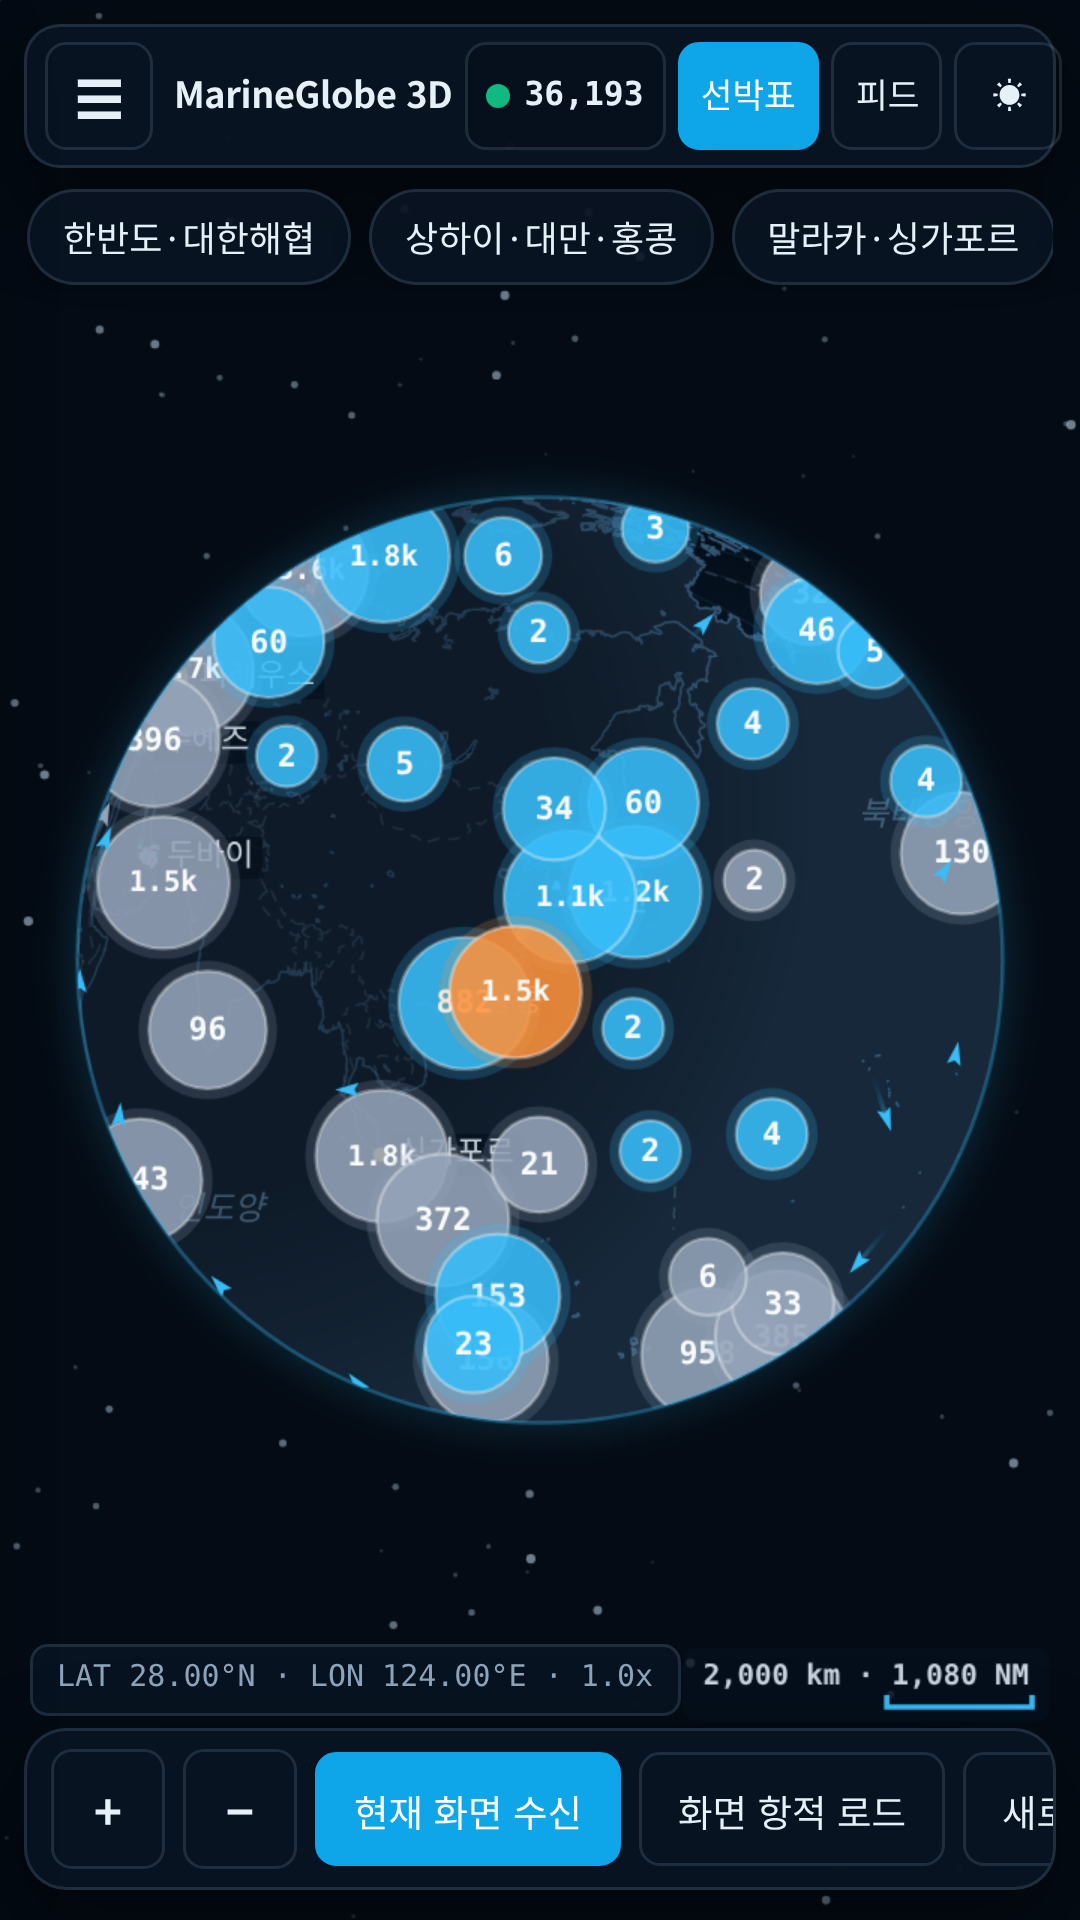 MarineGlobe 3D
36,193
선박표
피드
한반도·대한해협
상하이·대만·홍콩
말라카·싱가포르
1.8k
6
3
60
2
46
5
396
2
5
4
4
34
60
두바이
1.5k
1.1k
2k
2
130
1.5k
96
2
1.8k
21
2
4
43
인도양
372
6
153
33
23
958
LAT 28.00°N · LON 124.00°E · 1.0x
2,000 km · 1,080 NM
+
−
현재 화면 수신
화면 항적 로드